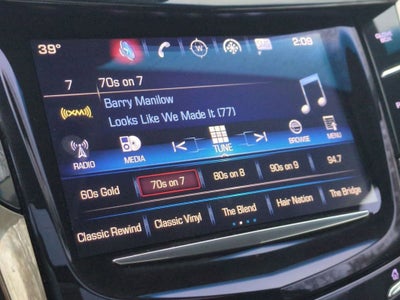 39°
2:09
7 70s on 7
((XM))
Barry Manilow
Looks Like We Made It (77)
RADIO MEDIA TUNE BROWSE MENU
60s Gold 70s on 7 80s on 8 90s on 9 94.7
Classic Rewind Classic Vinyl The Blend Hair Nation The Bridge